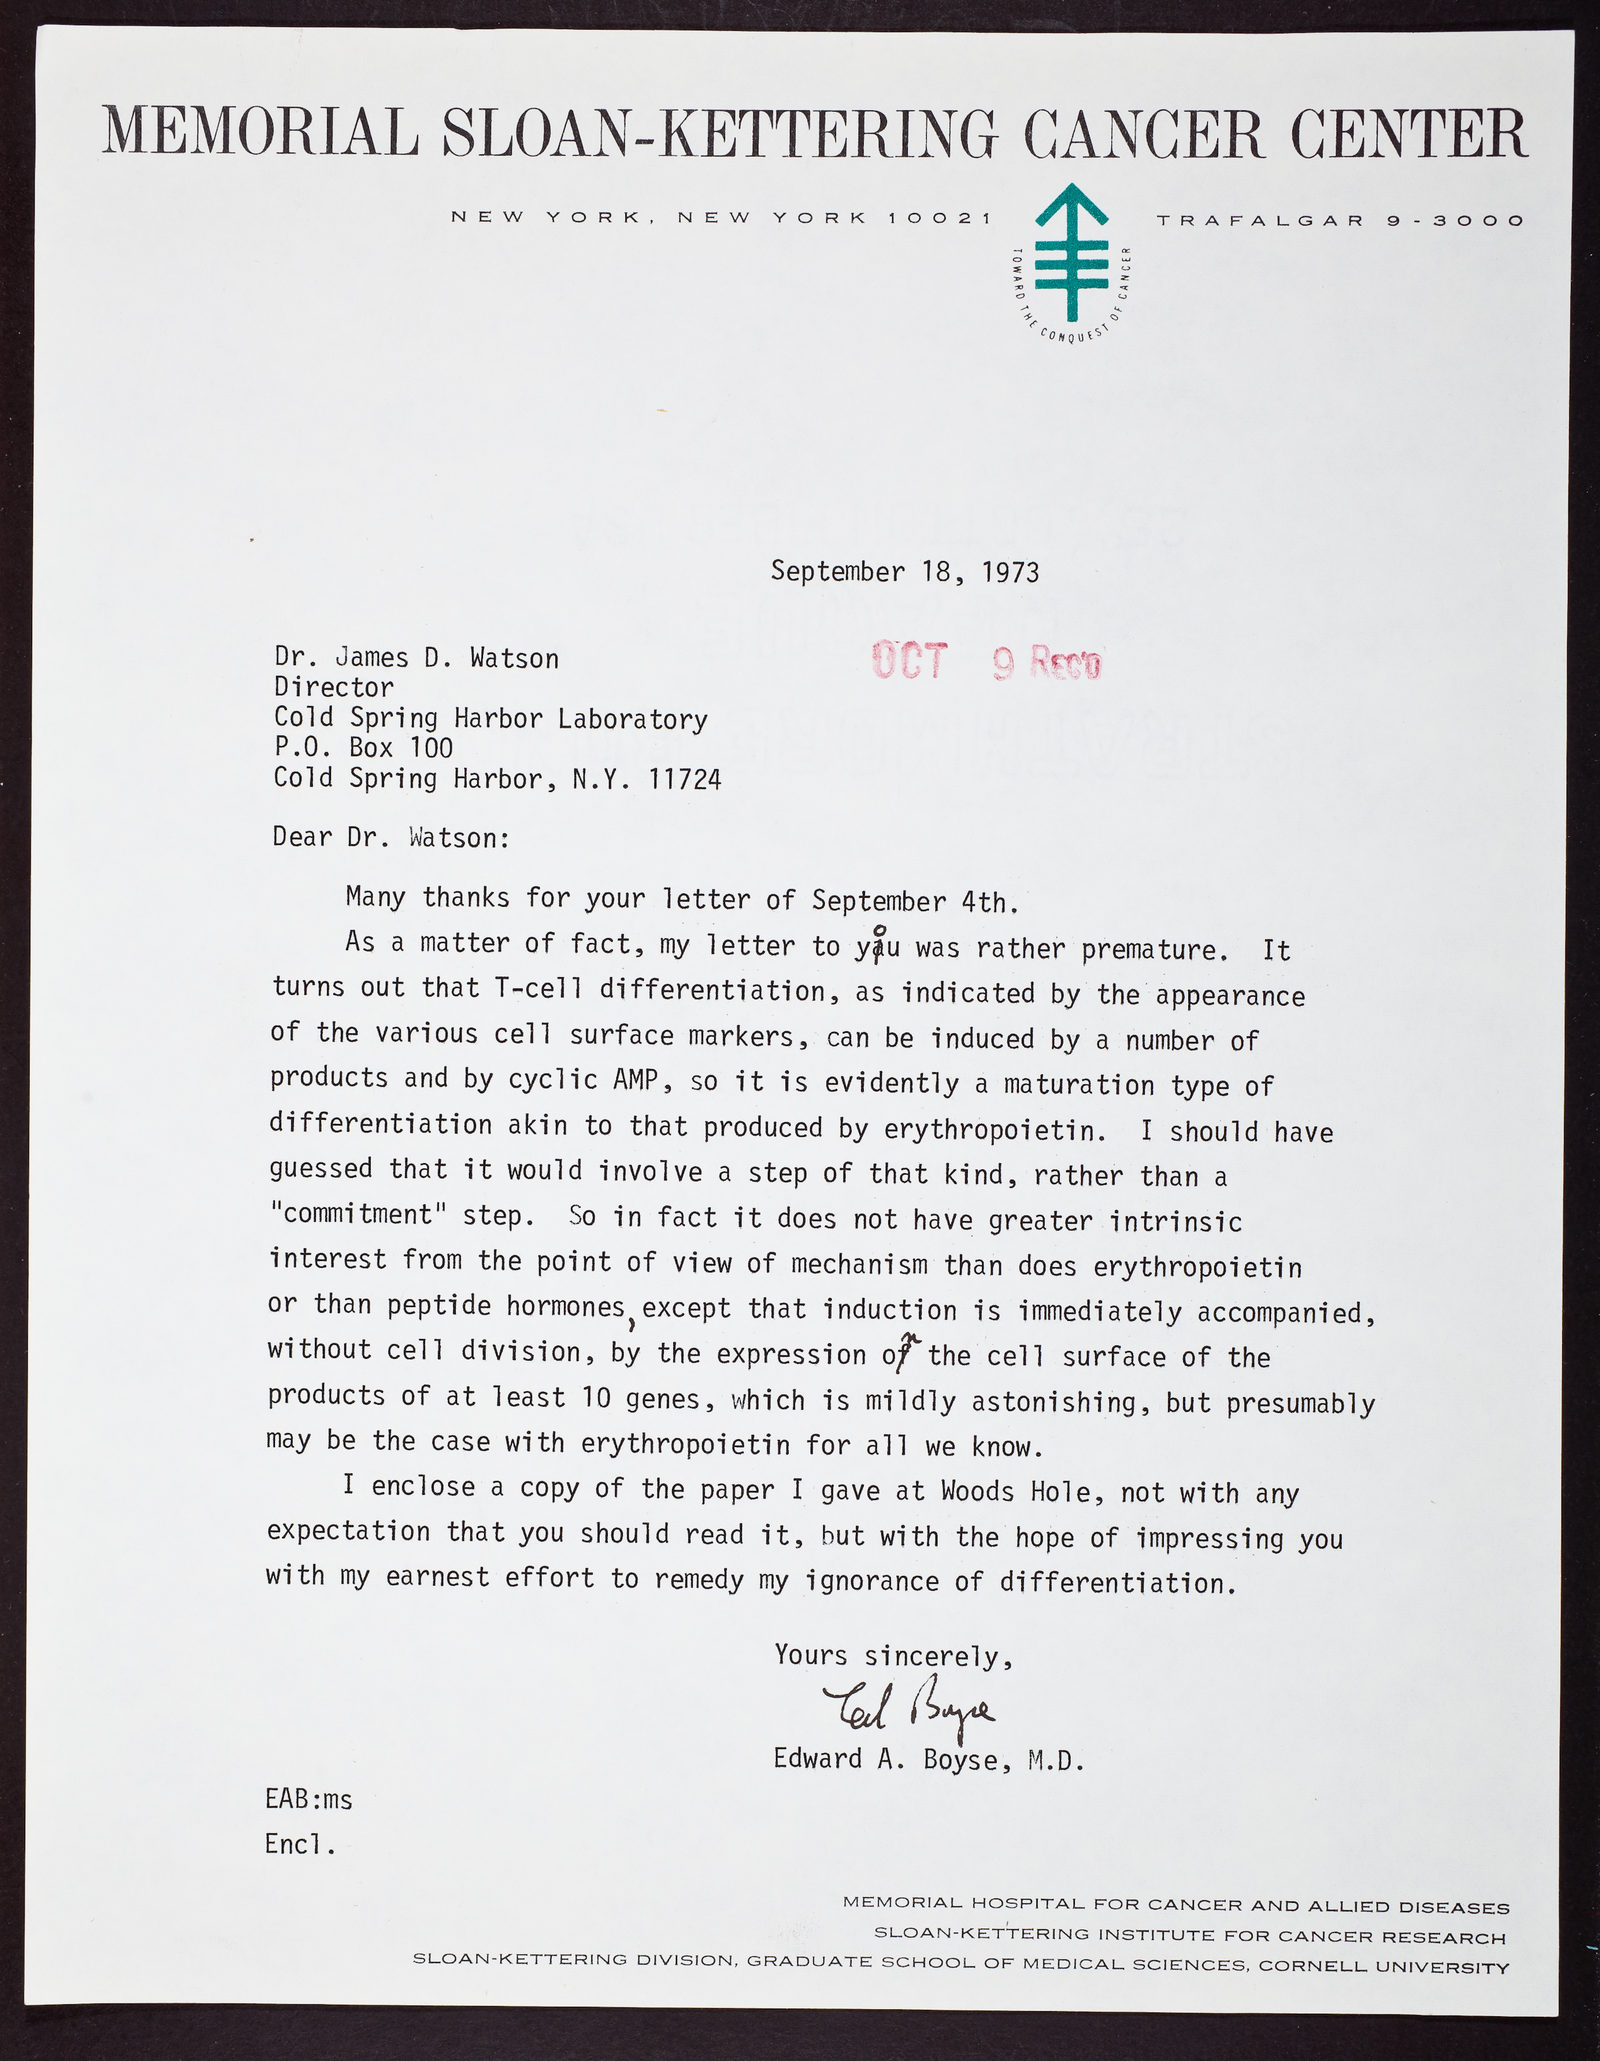 MEMORIAL SLOAN-KETTERING CANCER CENTER
NEW YORK, NEW YORK 10021
TRAFALGAR 9-3000
TOWARD THE CONQUEST OF CANCER
September 18, 1973
OCT 9 REC'D
Dr. James D. Watson
Director
Cold Spring Harbor Laboratory
P.O. Box 100
Cold Spring Harbor, N.Y. 11724
Dear Dr. Watson:
Many thanks for your letter of September 4th.
As a matter of fact, my letter to you was rather premature. It
turns out that T-cell differentiation, as indicated by the appearance
of the various cell surface markers, can be induced by a number of
products and by cyclic AMP, so it is evidently a maturation type of
differentiation akin to that produced by erythropoietin. I should have
guessed that it would involve a step of that kind, rather than a
"commitment" step. So in fact it does not have greater intrinsic
interest from the point of view of mechanism than does erythropoietin
or than peptide hormones, except that induction is immediately accompanied,
without cell division, by the expression on the cell surface of the
products of at least 10 genes, which is mildly astonishing, but presumably
may be the case with erythropoietin for all we know.
I enclose a copy of the paper I gave at Woods Hole, not with any
expectation that you should read it, but with the hope of impressing you
with my earnest effort to remedy my ignorance of differentiation.
Yours sincerely,
Ted Boyse
Edward A. Boyse, M.D.
EAB:ms
Encl.
MEMORIAL HOSPITAL FOR CANCER AND ALLIED DISEASES
SLOAN-KETTERING INSTITUTE FOR CANCER RESEARCH
SLOAN-KETTERING DIVISION, GRADUATE SCHOOL OF MEDICAL SCIENCES, CORNELL UNIVERSITY